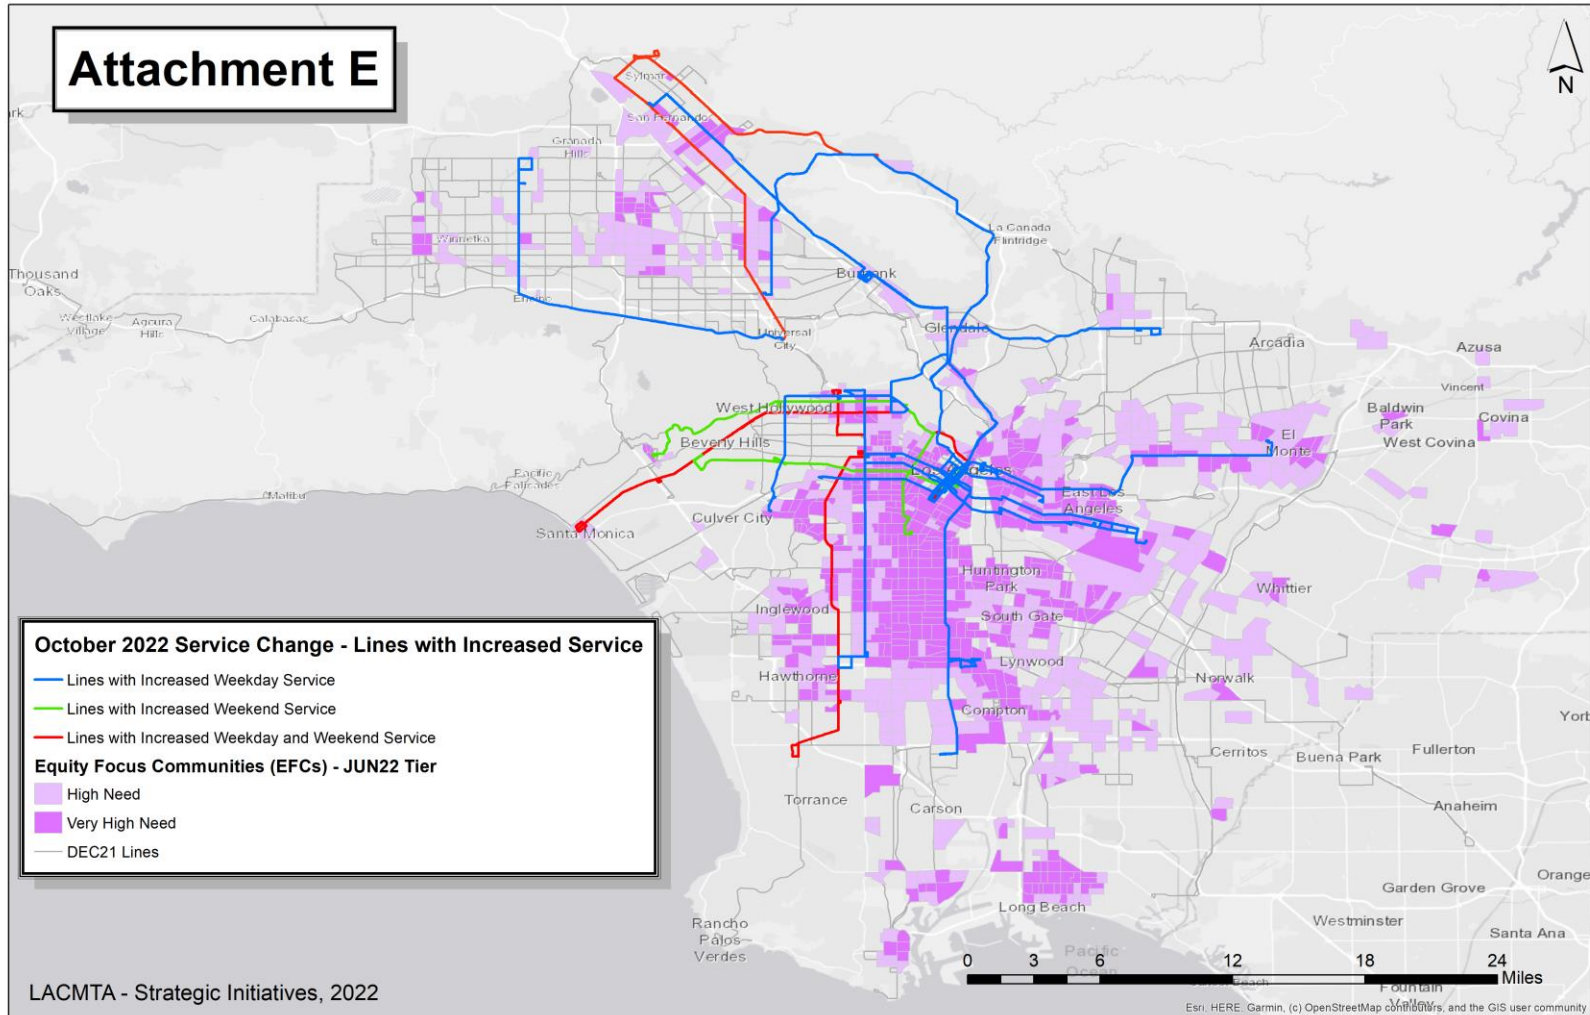 Attachment E
N
Sylmar
San Fernando
Granada
Hills
La Canada
Flintridge
Winnetka
Burbank
Thousand
Oaks
Encino
Westlake
Village
Agoura
Hills
Calabasas
Universal
City
Glendale
Arcadia
Azusa
Vincent
West Hollywood
Baldwin
Park
Covina
Beverly Hills
El
Monte
West Covina
Los Angeles
Pacific
Palisades
Malibu
East Los
Angeles
Culver City
Santa Monica
Huntington
Park
Whittier
Inglewood
South Gate
Lynwood
Hawthorne
Norwalk
Compton
Yorb
Cerritos
Buena Park
Fullerton
Torrance
Carson
Anaheim
Garden Grove
Orange
Long Beach
Westminster
Santa Ana
Rancho
Palos
Verdes
Pacific
Ocean
Beach
Fountain
Valley
October 2022 Service Change - Lines with Increased Service
Lines with Increased Weekday Service
Lines with Increased Weekend Service
Lines with Increased Weekday and Weekend Service
Equity Focus Communities (EFCs) - JUN22 Tier
High Need
Very High Need
DEC21 Lines
0 3 6 12 18 24
Miles
LACMTA - Strategic Initiatives, 2022
Esri, HERE, Garmin, (c) OpenStreetMap contributors, and the GIS user community